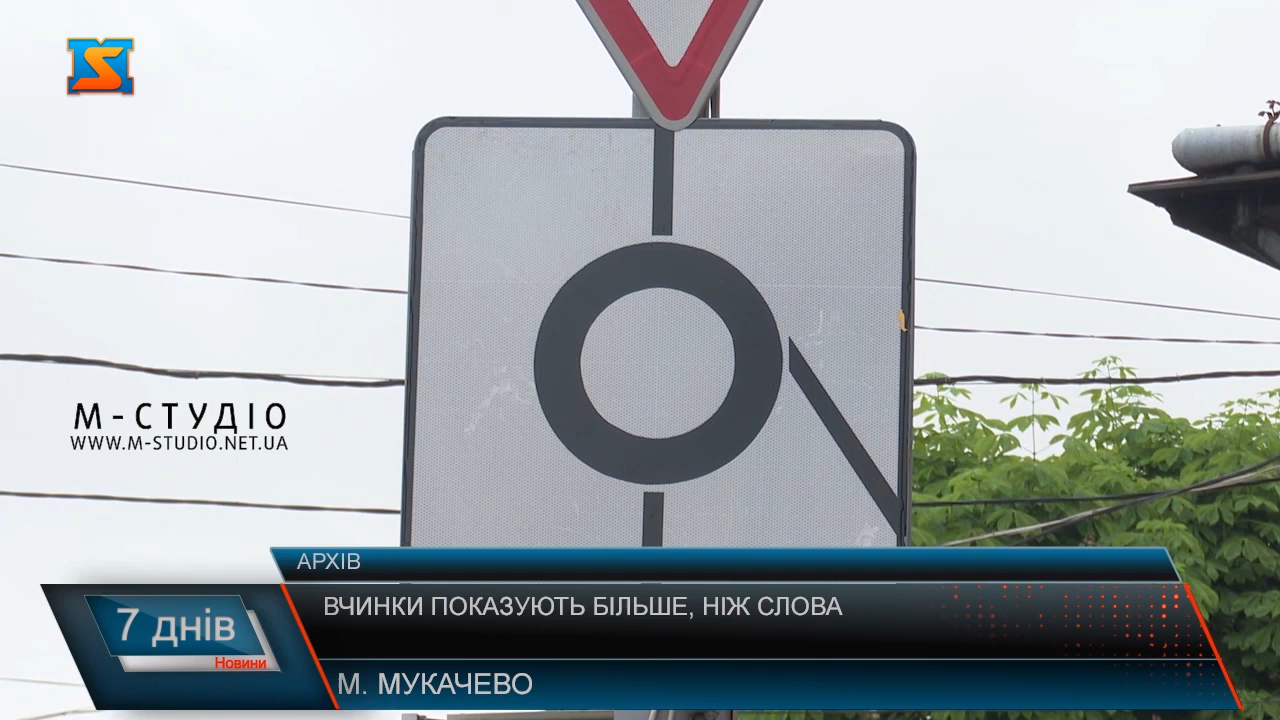 М-СТУДІО
WWW.M-STUDIO.NET.UA
АРХІВ
7 днів
Новини
ВЧИНКИ ПОКАЗУЮТЬ БІЛЬШЕ, НІЖ СЛОВА
М. МУКАЧЕВО